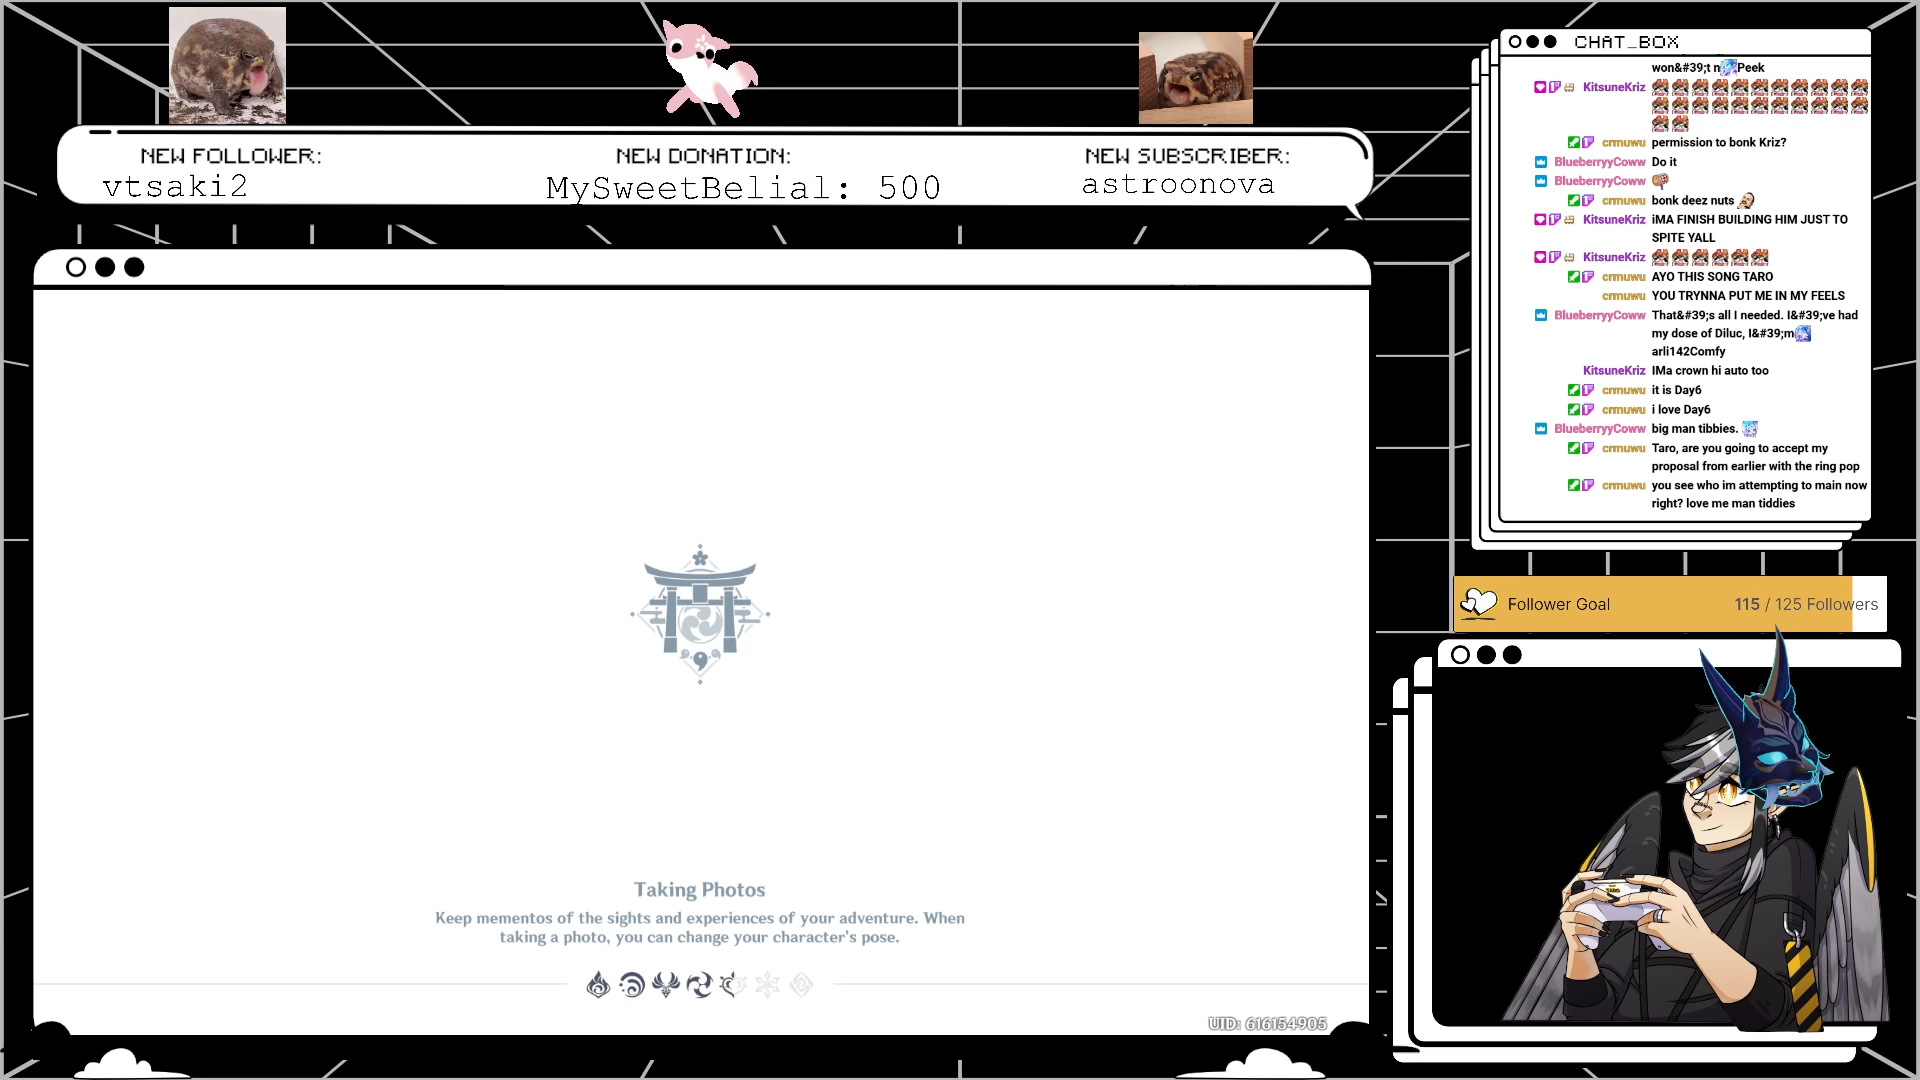 NEW FOLLOWER:
vtsaki2
NEW DONATION:
MySweetBelial: 500
NEW SUBSCRIBER:
astroonova
CHAT_BOX
won&#39;t n Peek
KitsuneKriz
crmuwu permission to bonk Kriz?
BlueberryyCoww Do it
BlueberryyCoww
crmuwu bonk deez nuts
KitsuneKriz iMA FINISH BUILDING HIM JUST TO
SPITE YALL
KitsuneKriz
crmuwu AYO THIS SONG TARO
crmuwu YOU TRYNNA PUT ME IN MY FEELS
BlueberryyCoww That&#39;s all I needed. I&#39;ve had
my dose of Diluc, I&#39;m
arli142Comfy
KitsuneKriz IMa crown hi auto too
crmuwu it is Day6
crmuwu i love Day6
BlueberryyCoww big man tibbies.
crmuwu Taro, are you going to accept my
proposal from earlier with the ring pop
crmuwu you see who im attempting to main now
right? love me man tiddies
Follower Goal 115 / 125 Followers
Taking Photos
Keep mementos of the sights and experiences of your adventure. When
taking a photo, you can change your character's pose.
UID: 616154905